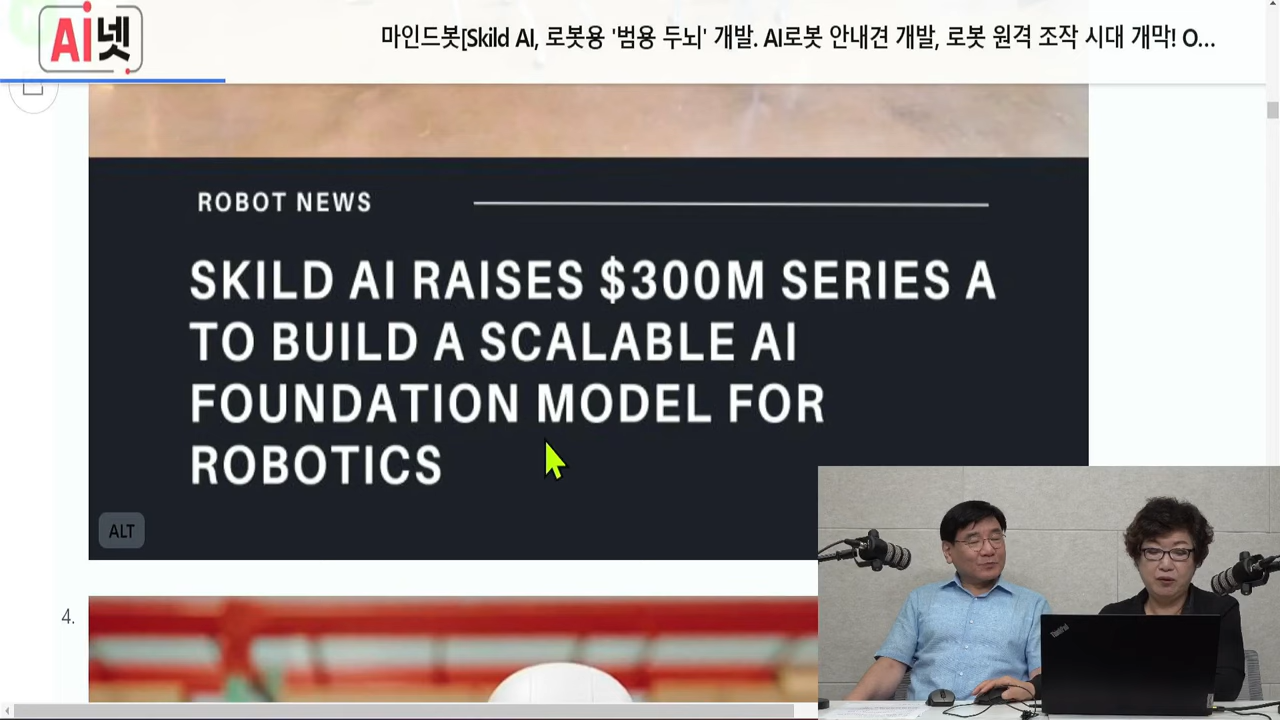 Ai넷
마인드봇[Skild AI, 로봇용 '범용 두뇌' 개발. AI로봇 안내견 개발, 로봇 원격 조작 시대 개막! O...
ROBOT NEWS
SKILD AI RAISES $300M SERIES A
TO BUILD A SCALABLE AI
FOUNDATION MODEL FOR
ROBOTICS
ALT
4.
ThinkPad